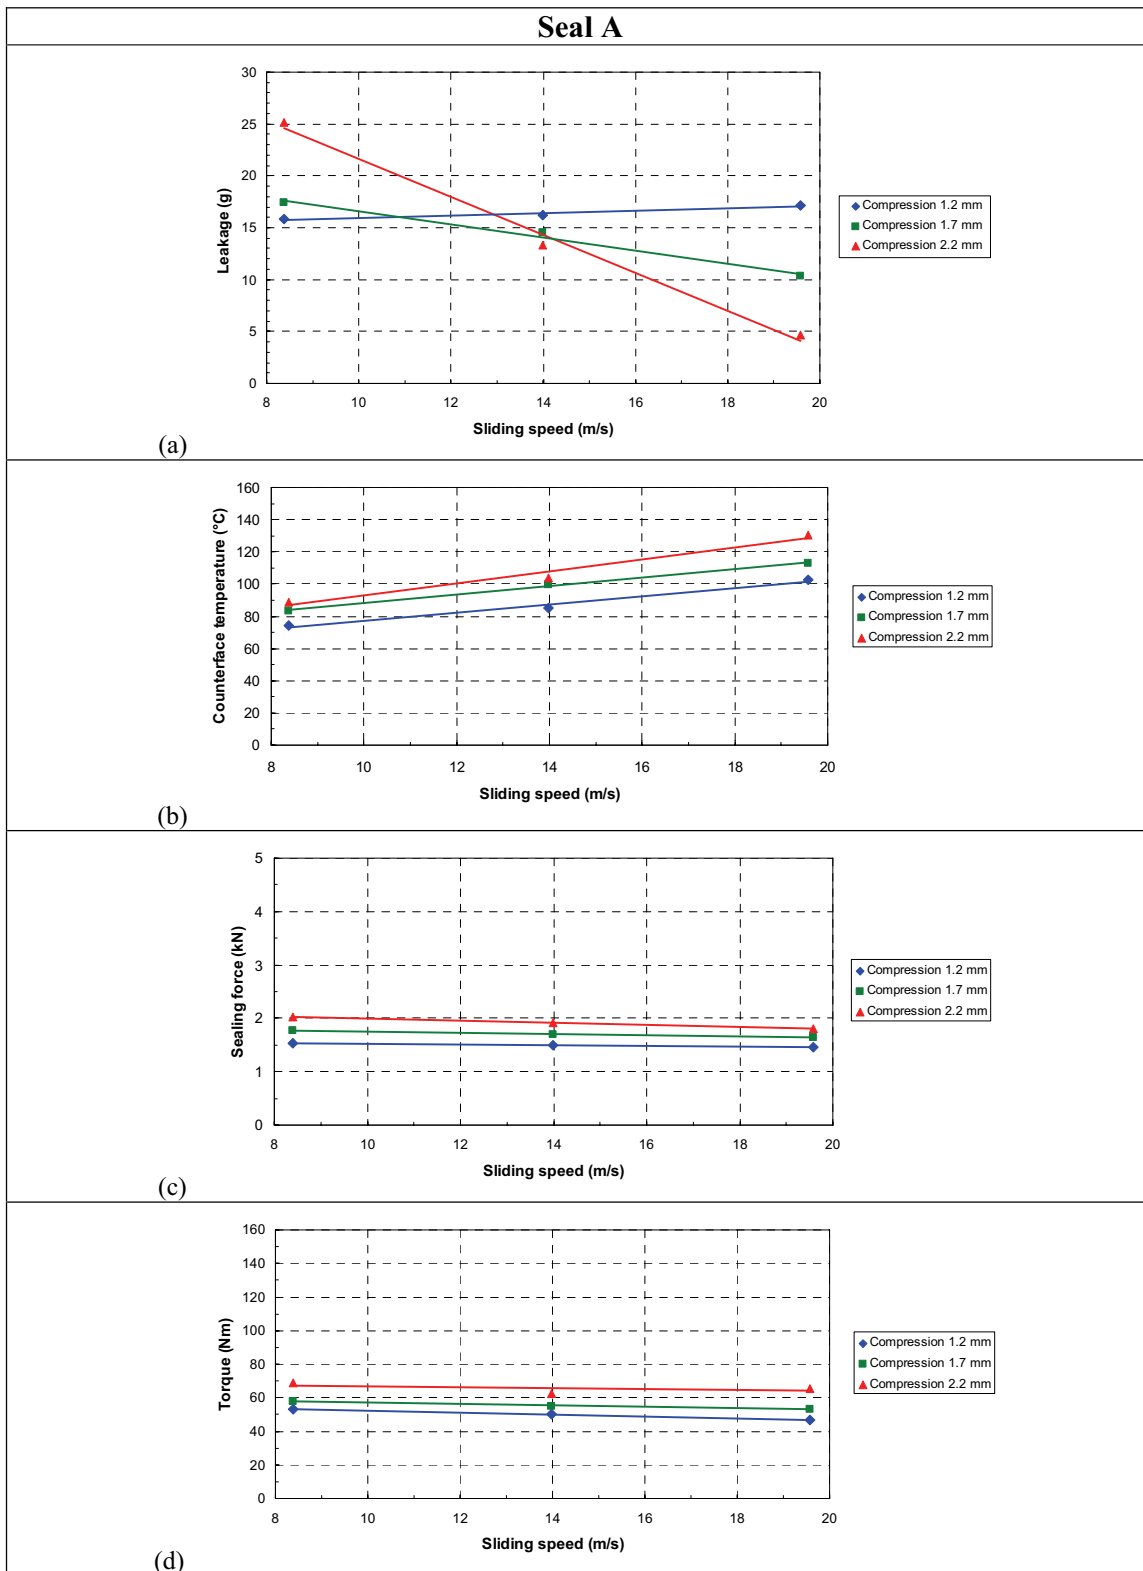 Seal A
30
25
20
15
10
5
0
Leakage (g)
8 10 12 14 16 18 20
Sliding speed (m/s)
Compression 1.2 mm
Compression 1.7 mm
Compression 2.2 mm
(a)
160
140
120
100
80
60
40
20
0
Counterface temperature (°C)
8 10 12 14 16 18 20
Sliding speed (m/s)
Compression 1.2 mm
Compression 1.7 mm
Compression 2.2 mm
(b)
5
4
3
2
1
0
Sealing force (kN)
8 10 12 14 16 18 20
Sliding speed (m/s)
Compression 1.2 mm
Compression 1.7 mm
Compression 2.2 mm
(c)
160
140
120
100
80
60
40
20
0
Torque (Nm)
8 10 12 14 16 18 20
Sliding speed (m/s)
Compression 1.2 mm
Compression 1.7 mm
Compression 2.2 mm
(d)